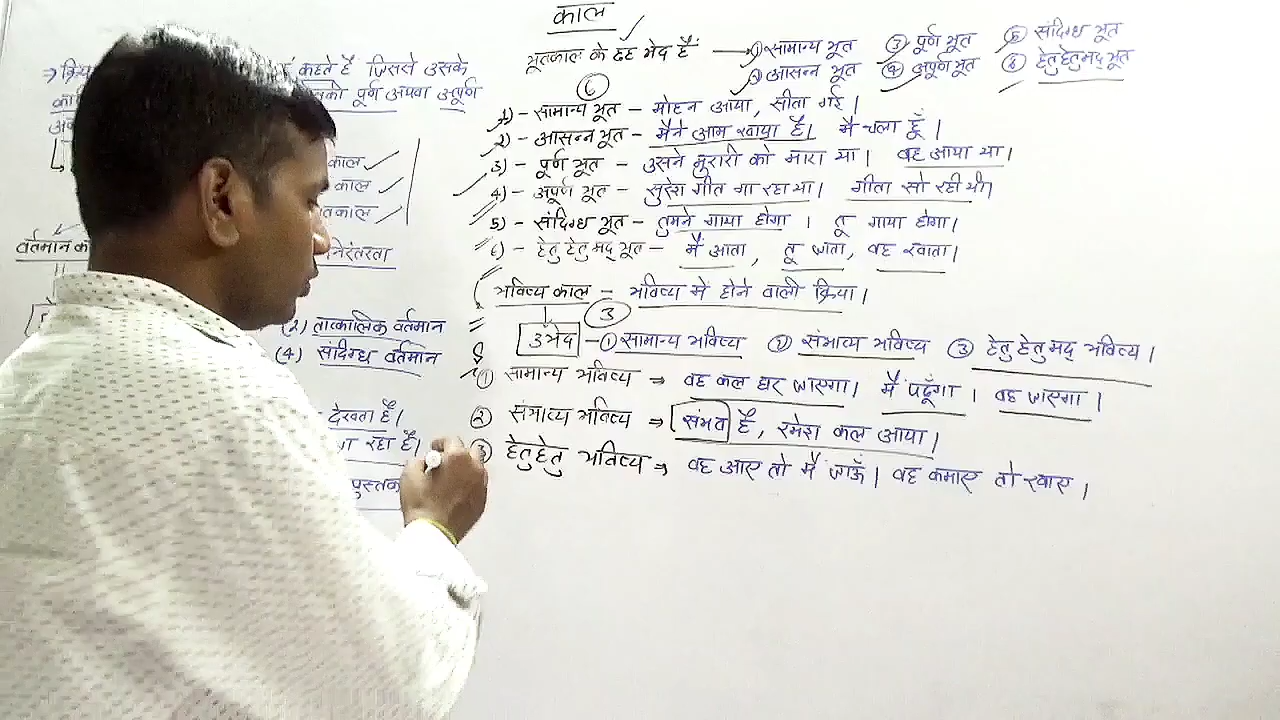 काल
भूतकाल के छह भेद हैं → ① सामान्य भूत ③ पूर्ण भूत ⑤ संदिग्ध भूत
② आसन्न भूत ④ अपूर्ण भूत ⑥ हेतुहेतुमद् भूत
⑥
1) - सामान्य भूत - मोहन आया, सीता गई।
2) - आसन्न भूत - मैने आम खाया है। मै चला हूँ।
3) - पूर्ण भूत - उसने मुरारी को मारा था। वह आया था।
4) - अपूर्ण भूत - सुरेश गीत गा रहा था। गीता सो रही थी।
5) - संदिग्ध भूत - तुमने गाया होगा। तू गाया होगा।
6) - हेतुहेतुमद् भूत - मैं आता, तू जाता, वह खाता।
भविष्य काल - भविष्य में होने वाली क्रिया।
3
3भेद - ① सामान्य भविष्य ② संभाव्य भविष्य ③ हेतुहेतुमद् भविष्य।
① सामान्य भविष्य ⇒ वह कल घर जाएगा। मैं पढूँगा। वह जाएगा।
② संभाव्य भविष्य ⇒ संभव है, रमेश कल आया।
③ हेतुहेतु भविष्य ⇒ वह आए तो मैं जाऊँ। वह कमाए तो खाए।
कहते हैं जिससे उसके
पूर्ण अथवा अपूर्ण
काल
काल
वर्तमान
निरंतरता
(2) तात्कालिक वर्तमान
(4) संदिग्ध वर्तमान
देखता है।
रहा है।
पुस्तक